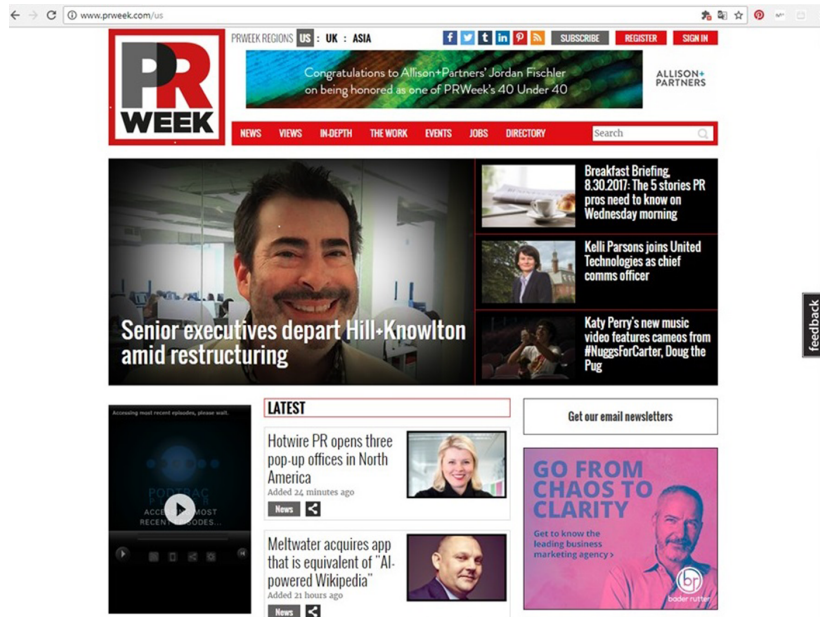 www.prweek.com/us
PR
WEEK
PRWEEK REGIONS US : UK : ASIA
SUBSCRIBE
REGISTER
SIGN IN
Congratulations to Allison+Partners' Jordan Fischler
on being honored as one of PRWeek's 40 Under 40
ALLISON+
PARTNERS
NEWS VIEWS IN-DEPTH THE WORK EVENTS JOBS DIRECTORY
Search
Senior executives depart Hill+Knowlton
amid restructuring
Breakfast Briefing,
8.30.2017: The 5 stories PR
pros need to know on
Wednesday morning
Kelli Parsons joins United
Technologies as chief
comms officer
Katy Perry's new music
video features cameos from
#NuggsForCarter, Doug the
Pug
feedback
Accessing most recent episodes, please wait.
PODTRAC
PLAYER
ACCESSING MOST
RECENT EPISODES...
LATEST
Hotwire PR opens three
pop-up offices in North
America
Added 24 minutes ago
News
Meltwater acquires app
that is equivalent of "AI-
powered Wikipedia"
Added 21 hours ago
News
Get our email newsletters
GO FROM
CHAOS TO
CLARITY
Get to know the
leading business
marketing agency >
br
bader rutter